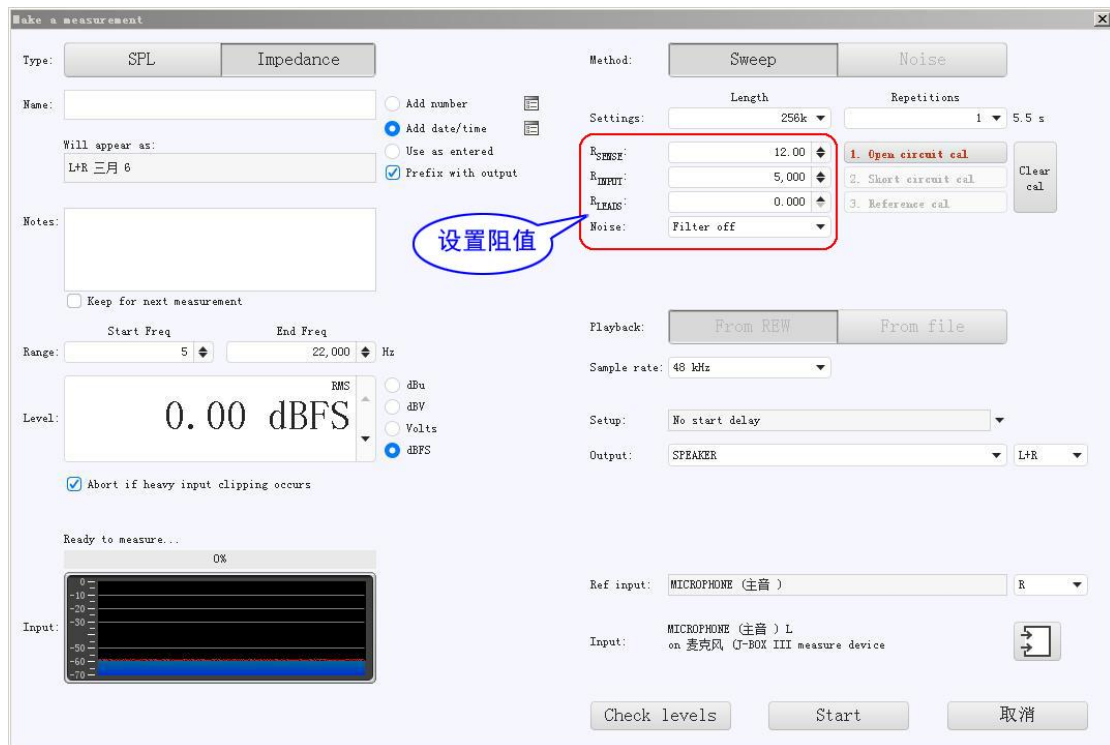 Make a measurement
Type: SPL Impedance
Name:
Add number
Add date/time
Use as entered
Prefix with output
Will appear as:
L+R 三月 6
Notes:
Keep for next measurement
Start Freq End Freq
Range: 5 22,000 Hz
Level: RMS
0.00 dBFS
dBu
dBV
Volts
dBFS
Abort if heavy input clipping occurs
Ready to measure...
0%
Input:
0
-10
-20
-30
-50
-60
-70
Method: Sweep Noise
Length Repetitions
Settings: 256k 1 5.5 s
RSENSE: 12.00 1. Open circuit cal
RINPUT: 5,000 2. Short circuit cal
RLEADS: 0.000 3. Reference cal
Clear
cal
Noise: Filter off
设置阻值
Playback: From REW From file
Sample rate: 48 kHz
Setup: No start delay
Output: SPEAKER L+R
Ref input: MICROPHONE (主音 ) R
Input: MICROPHONE (主音 ) L
on 麦克风 (J-BOX III measure device
Check levels Start 取消